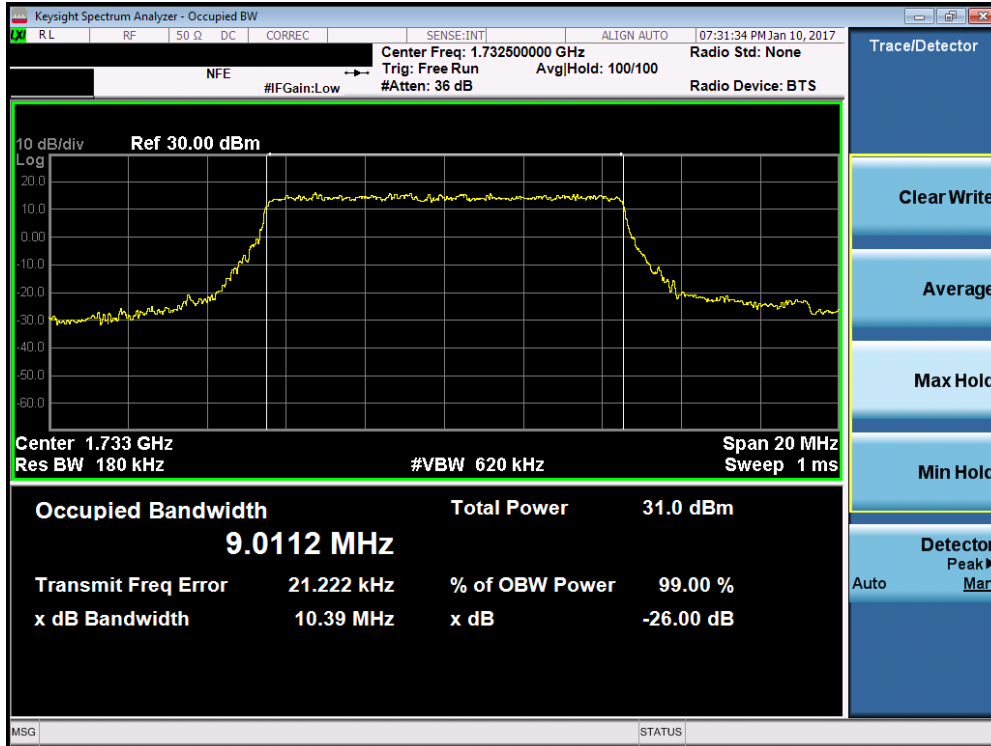 Keysight Spectrum Analyzer - Occupied BW
LXI RL RF 50 Ω DC CORREC SENSE:INT ALIGN AUTO 07:31:34 PM Jan 10, 2017
Center Freq: 1.732500000 GHz Radio Std: None
NFE Trig: Free Run Avg|Hold: 100/100
#IFGain:Low #Atten: 36 dB Radio Device: BTS
10 dB/div Ref 30.00 dBm
Log
20.0
10.0
0.00
-10.0
-20.0
-30.0
-40.0
-50.0
-60.0
Center 1.733 GHz Span 20 MHz
Res BW 180 kHz #VBW 620 kHz Sweep 1 ms
Occupied Bandwidth Total Power 31.0 dBm
9.0112 MHz
Transmit Freq Error 21.222 kHz % of OBW Power 99.00 %
x dB Bandwidth 10.39 MHz x dB -26.00 dB
MSG STATUS
Trace/Detector
Clear Write
Average
Max Hold
Min Hold
Detector
Peak
Auto Man